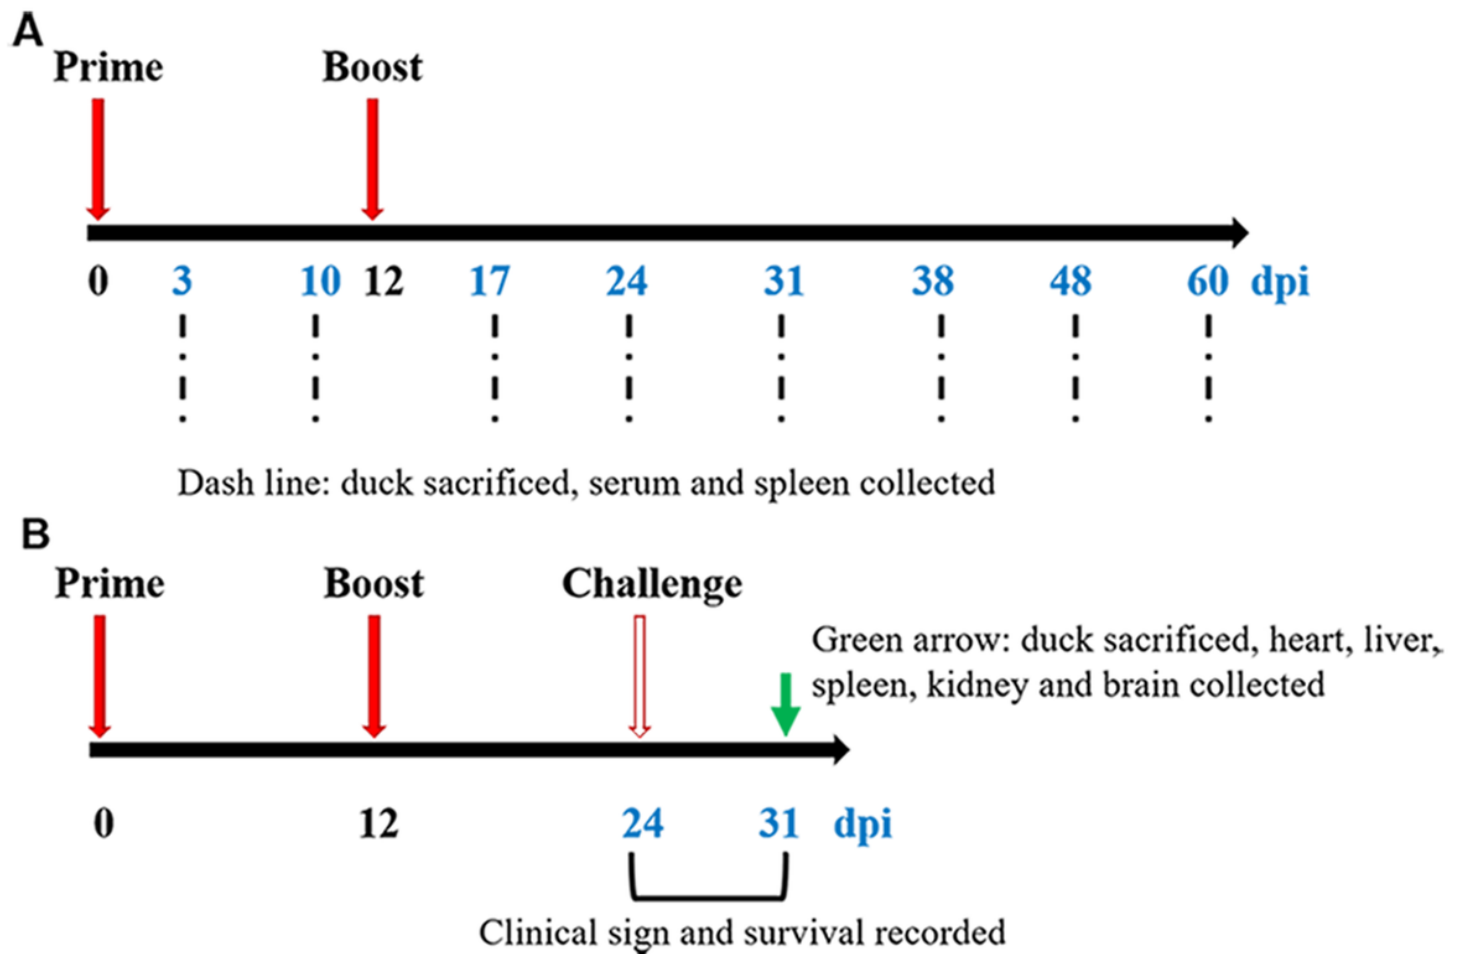 A
Prime Boost
0 3 10 12 17 24 31 38 48 60 dpi
Dash line: duck sacrificed, serum and spleen collected
B
Prime Boost Challenge
Green arrow: duck sacrificed, heart, liver,
spleen, kidney and brain collected
0 12 24 31 dpi
Clinical sign and survival recorded